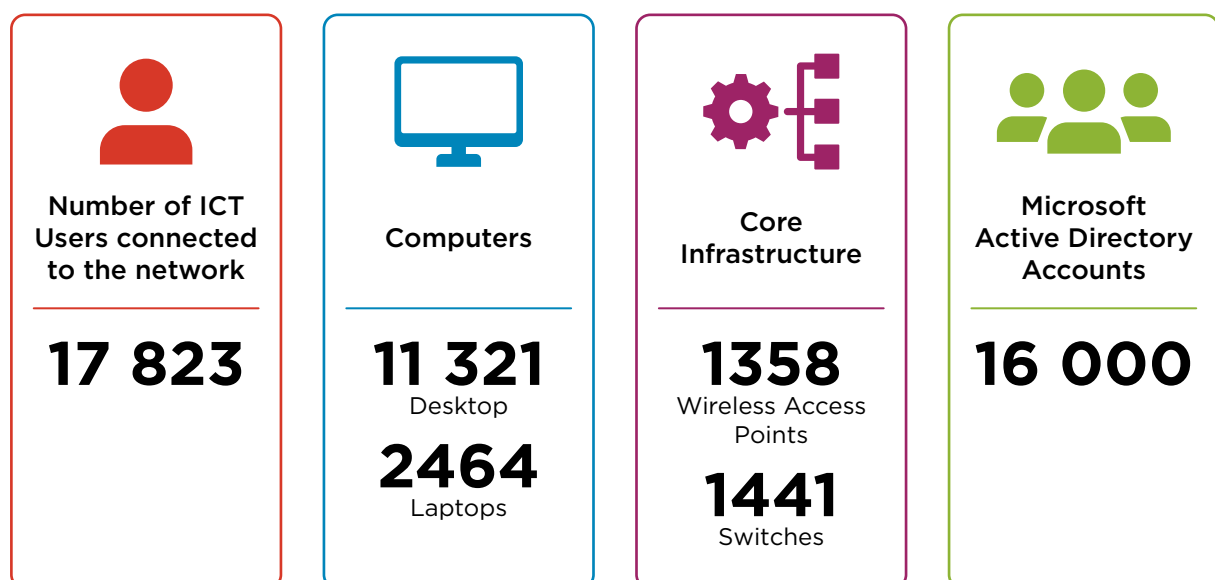 Number of ICT
Users connected
to the network
17 823
Computers
11 321
Desktop
2464
Laptops
Core
Infrastructure
1358
Wireless Access
Points
1441
Switches
Microsoft
Active Directory
Accounts
16 000